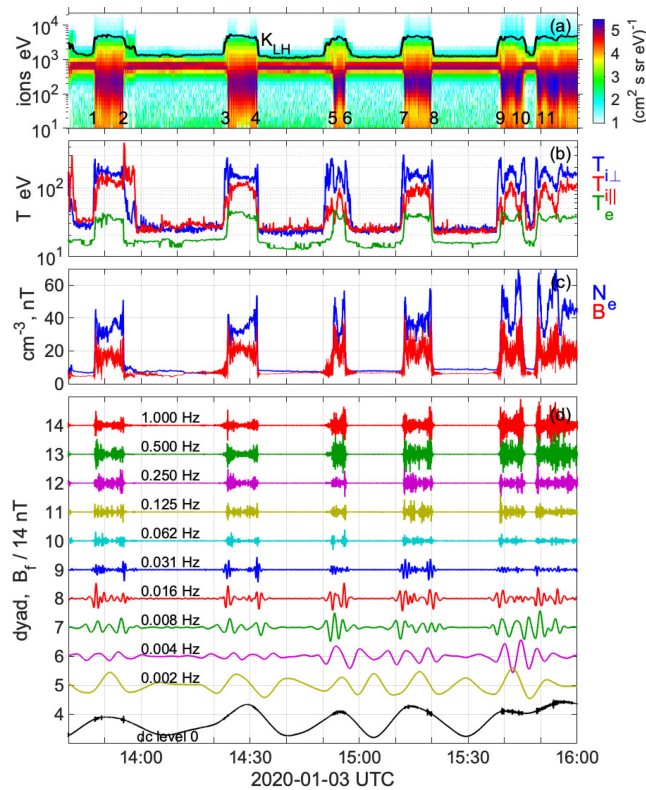 (a)
K_LH
ions eV
10^4
10^3
10^2
10^1
1 2 3 4 5 6 7 8 9 10 11
5
4
3
2
1
(cm^2 s sr eV)^-1
(b)
T eV
10^2
10^1
T_i⊥
T_i||
T_e
(c)
cm^-3, nT
60
40
20
0
N_e
B
(d)
dyad, B_f / 14 nT
14
13
12
11
10
9
8
7
6
5
4
1.000 Hz
0.500 Hz
0.250 Hz
0.125 Hz
0.062 Hz
0.031 Hz
0.016 Hz
0.008 Hz
0.004 Hz
0.002 Hz
dc level 0
14:00 14:30 15:00 15:30 16:00
2020-01-03 UTC